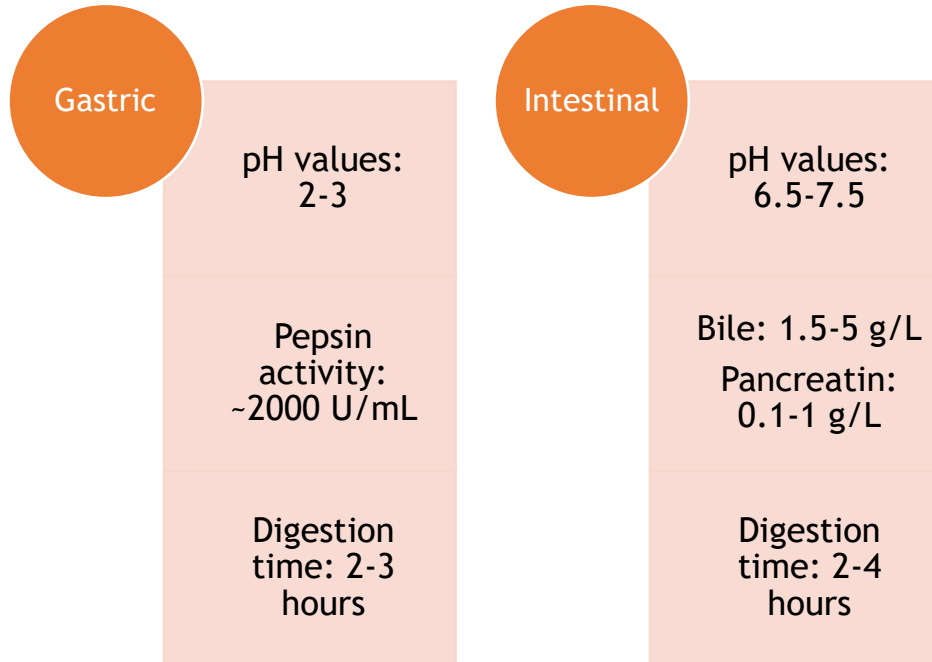 Gastric
pH values:
2-3
Pepsin
activity:
~2000 U/mL
Digestion
time: 2-3
hours
Intestinal
pH values:
6.5-7.5
Bile: 1.5-5 g/L
Pancreatin:
0.1-1 g/L
Digestion
time: 2-4
hours